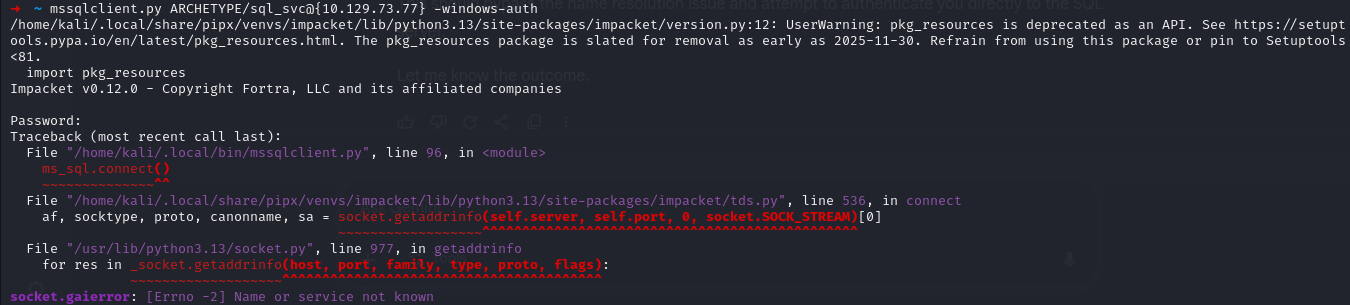 → ~ mssqlclient.py ARCHETYPE/sql_svc@{10.129.73.77} -windows-auth
/home/kali/.local/share/pipx/venvs/impacket/lib/python3.13/site-packages/impacket/version.py:12: UserWarning: pkg_resources is deprecated as an API. See https://setupt
ools.pypa.io/en/latest/pkg_resources.html. The pkg_resources package is slated for removal as early as 2025-11-30. Refrain from using this package or pin to Setuptools
<81.
  import pkg_resources
Let me know the outcome.
Impacket v0.12.0 - Copyright Fortra, LLC and its affiliated companies

Password:
Traceback (most recent call last):
  File "/home/kali/.local/bin/mssqlclient.py", line 96, in <module>
    ms_sql.connect()
    ~~~~~~~~~~~~~~^^
  File "/home/kali/.local/share/pipx/venvs/impacket/lib/python3.13/site-packages/impacket/tds.py", line 536, in connect
    af, socktype, proto, canonname, sa = socket.getaddrinfo(self.server, self.port, 0, socket.SOCK_STREAM)[0]
                                         ~~~~~~~~~~~~~~~~~~^^^^^^^^^^^^^^^^^^^^^^^^^^^^^^^^^^^^^^^^^^^^^^^
  File "/usr/lib/python3.13/socket.py", line 977, in getaddrinfo
    for res in _socket.getaddrinfo(host, port, family, type, proto, flags):
               ~~~~~~~~~~~~~~~~~~~^^^^^^^^^^^^^^^^^^^^^^^^^^^^^^^^^^^^^^^^
socket.gaierror: [Errno -2] Name or service not known